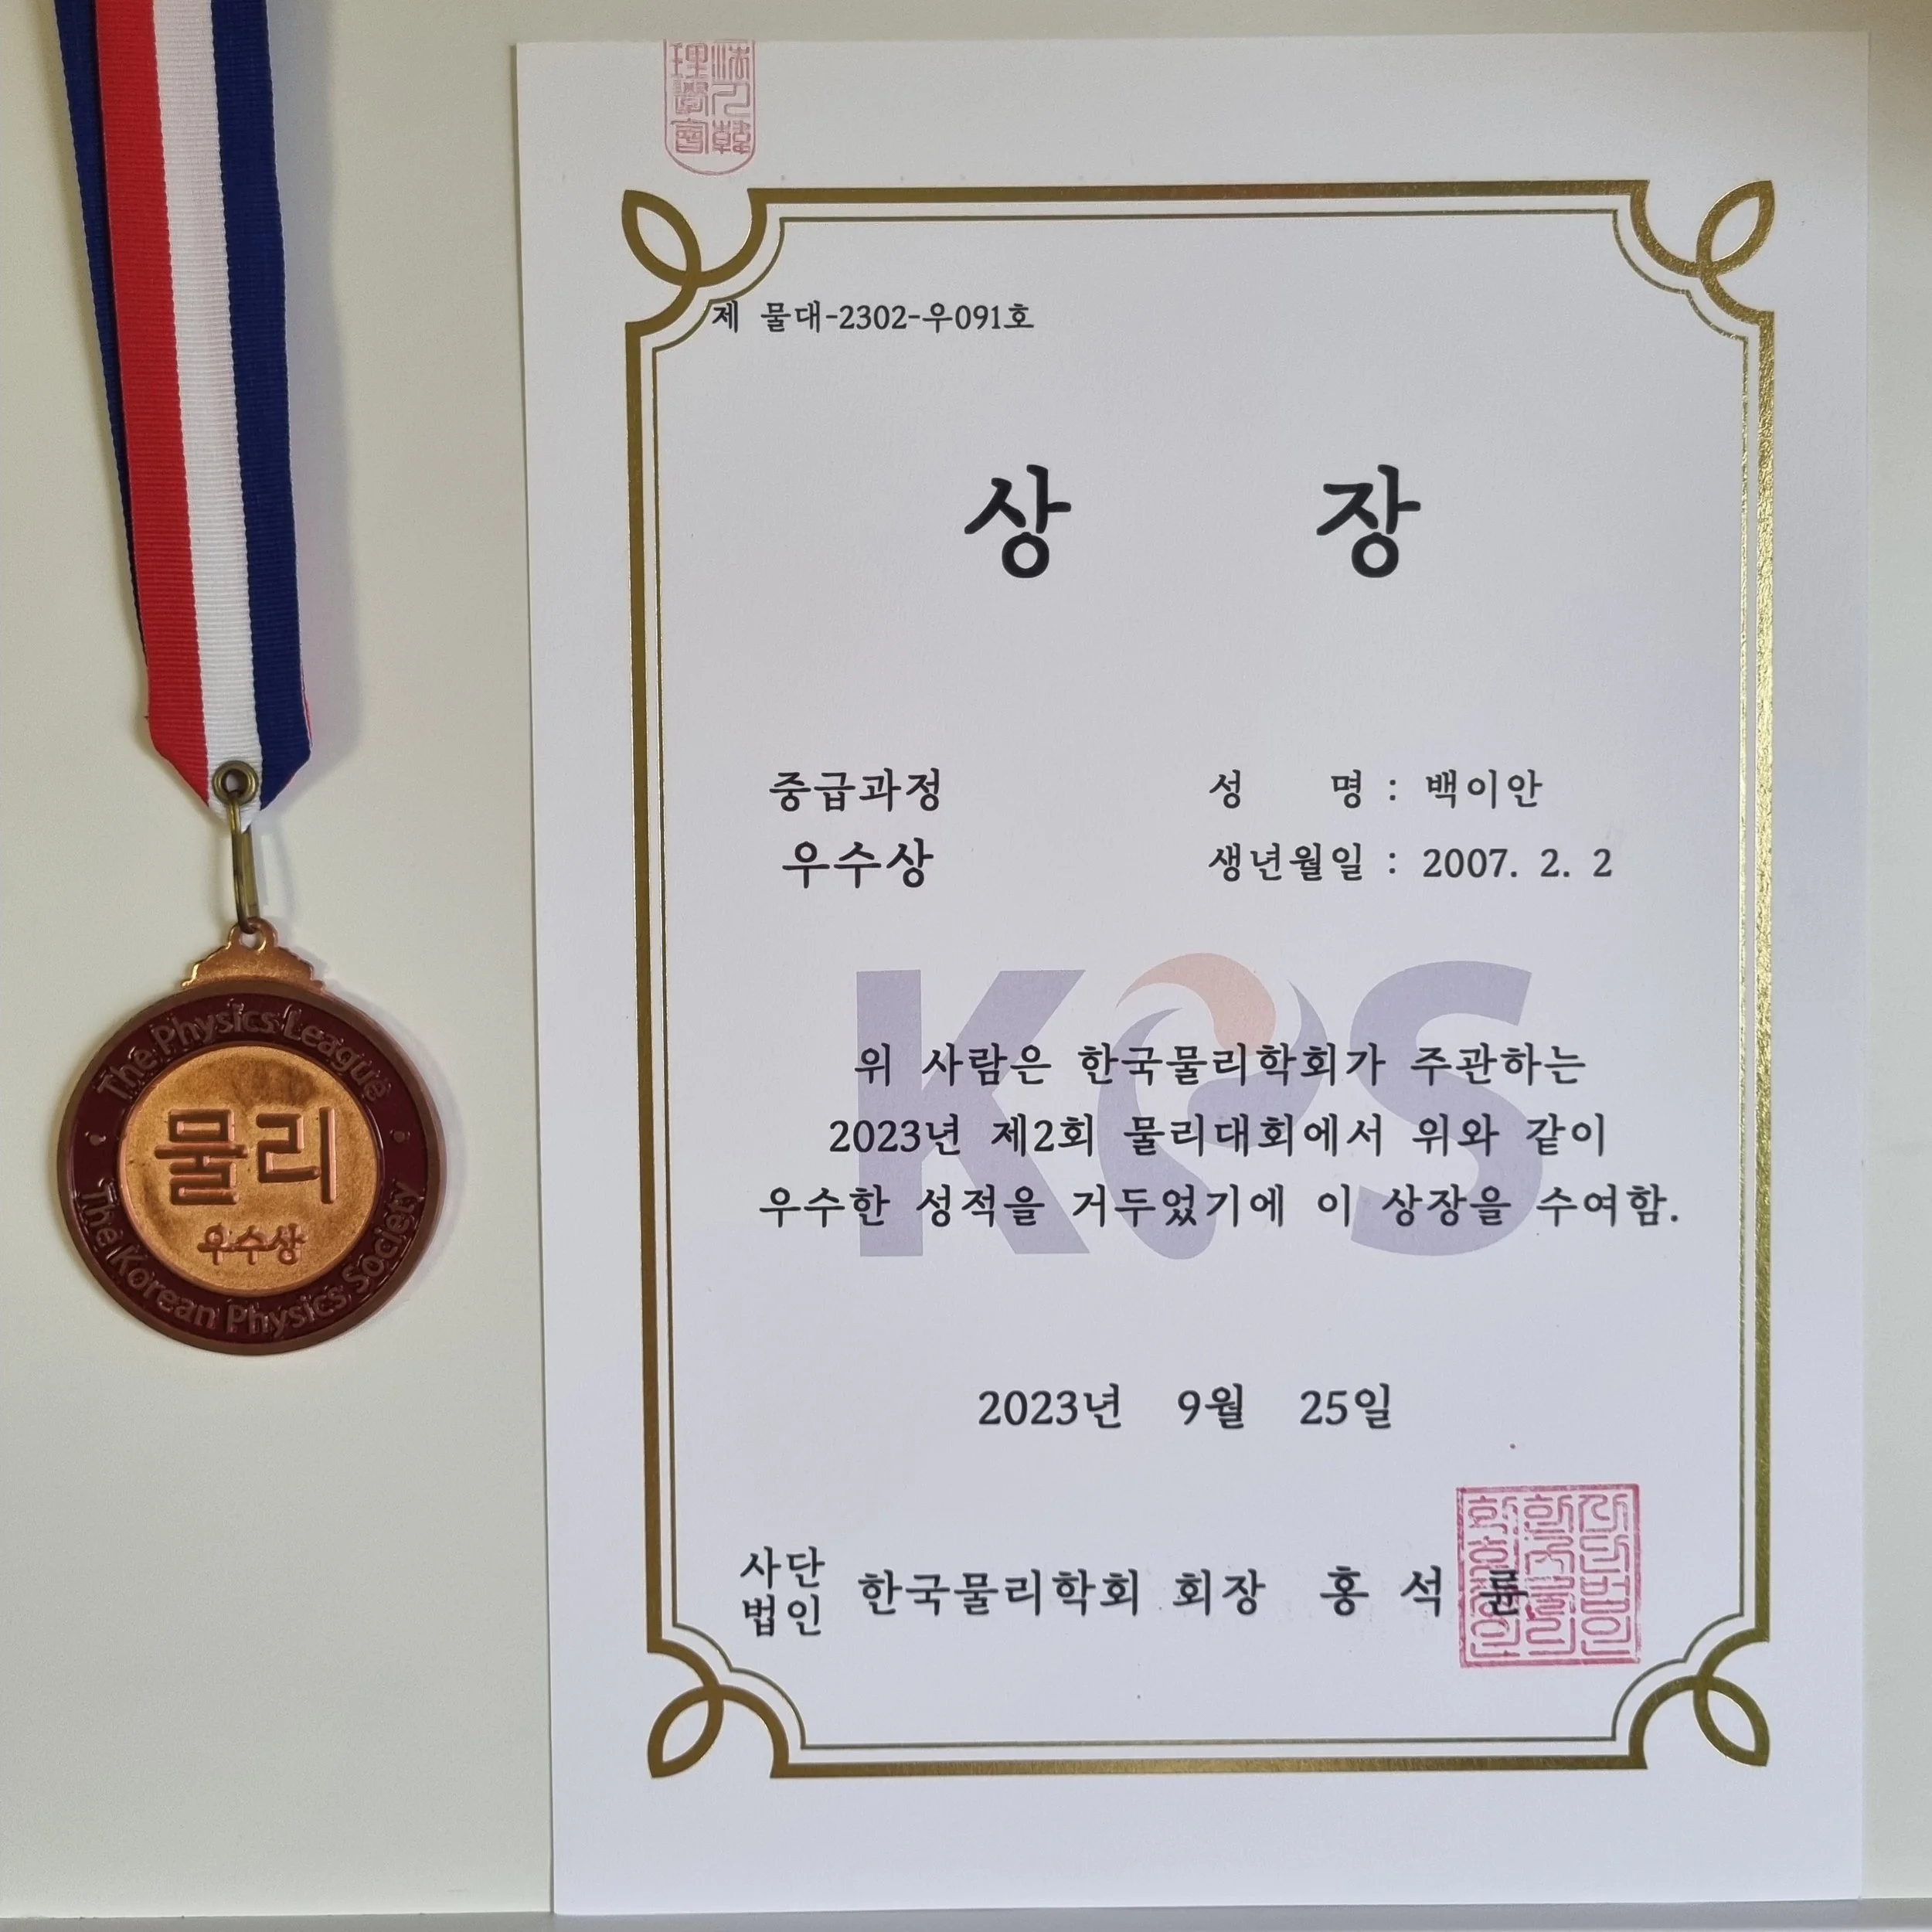 理學會
韓
제 물대-2302-우091호
상 장
중급과정
우수상
성 명 : 백이안
생년월일 : 2007. 2. 2
KPS
위 사람은 한국물리학회가 주관하는
2023년 제2회 물리대회에서 위와 같이
우수한 성적을 거두었기에 이 상장을 수여함.
2023년 9월 25일
사단
법인
한국물리학회 회장 홍 석 륜
The Physics League
물리
우수상
The Korean Physics Society